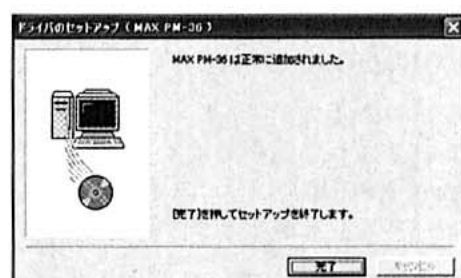 ドライバのセットアップ ( MAX PM-36 )
MAX PM-36 は正常に追加されました。
[完了]を押してセットアップを終了します。
完了
キャンセル